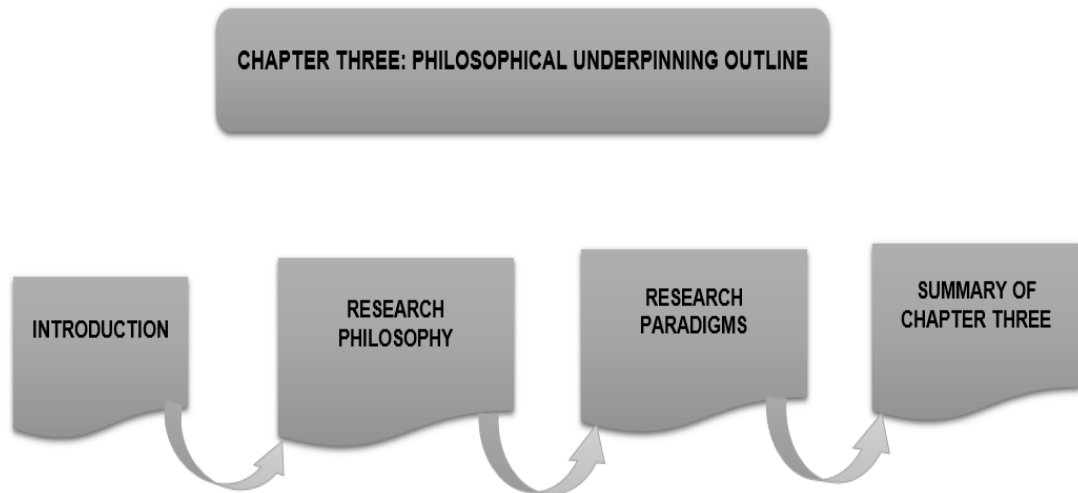 CHAPTER THREE: PHILOSOPHICAL UNDERPINNING OUTLINE
INTRODUCTION
RESEARCH
PHILOSOPHY
RESEARCH
PARADIGMS
SUMMARY OF
CHAPTER THREE